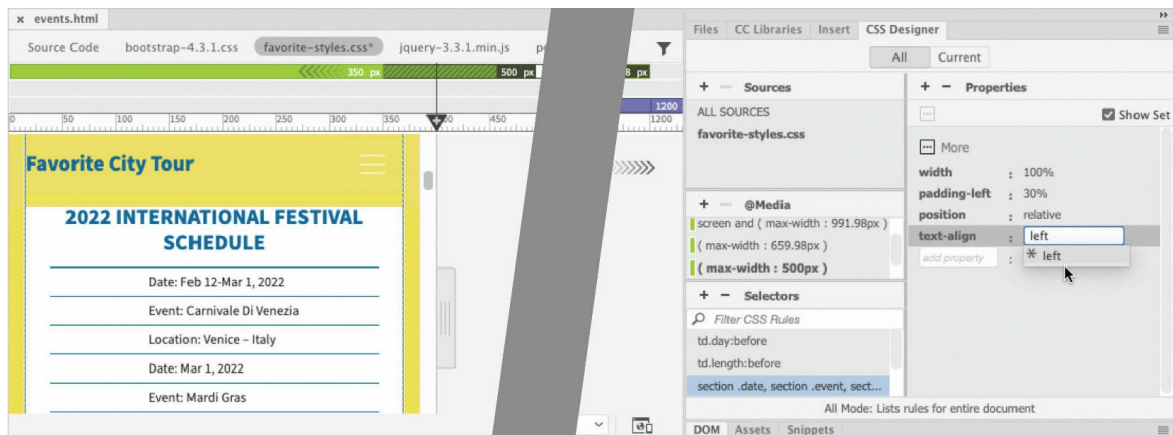 x events.html
Source Code bootstrap-4.3.1.css favorite-styles.css* jquery-3.3.1.min.js
350 px 500 px px
1200
0 50 100 150 200 250 300 350 400 450 1200
Favorite City Tour
2022 INTERNATIONAL FESTIVAL
SCHEDULE
Date: Feb 12-Mar 1, 2022
Event: Carnivale Di Venezia
Location: Venice – Italy
Date: Mar 1, 2022
Event: Mardi Gras
Files CC Libraries Insert CSS Designer
All Current
+ – Sources
ALL SOURCES
favorite-styles.css
+ – @Media
screen and ( max-width : 991.98px )
( max-width : 659.98px )
( max-width : 500px )
+ – Selectors
Filter CSS Rules
td.day:before
td.length:before
section .date, section .event, sect...
+ – Properties
Show Set
More
width : 100%
padding-left : 30%
position : relative
text-align : left
add property : * left
All Mode: Lists rules for entire document
DOM Assets Snippets